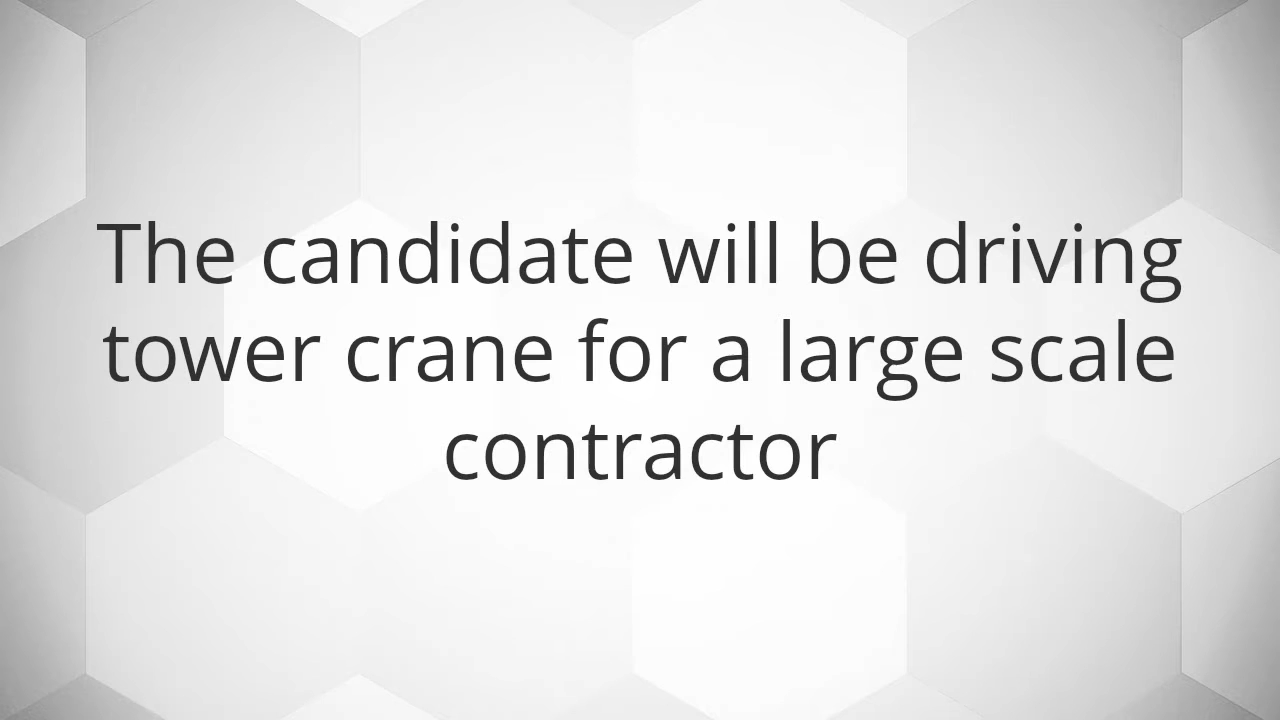 The candidate will be driving
tower crane for a large scale
contractor